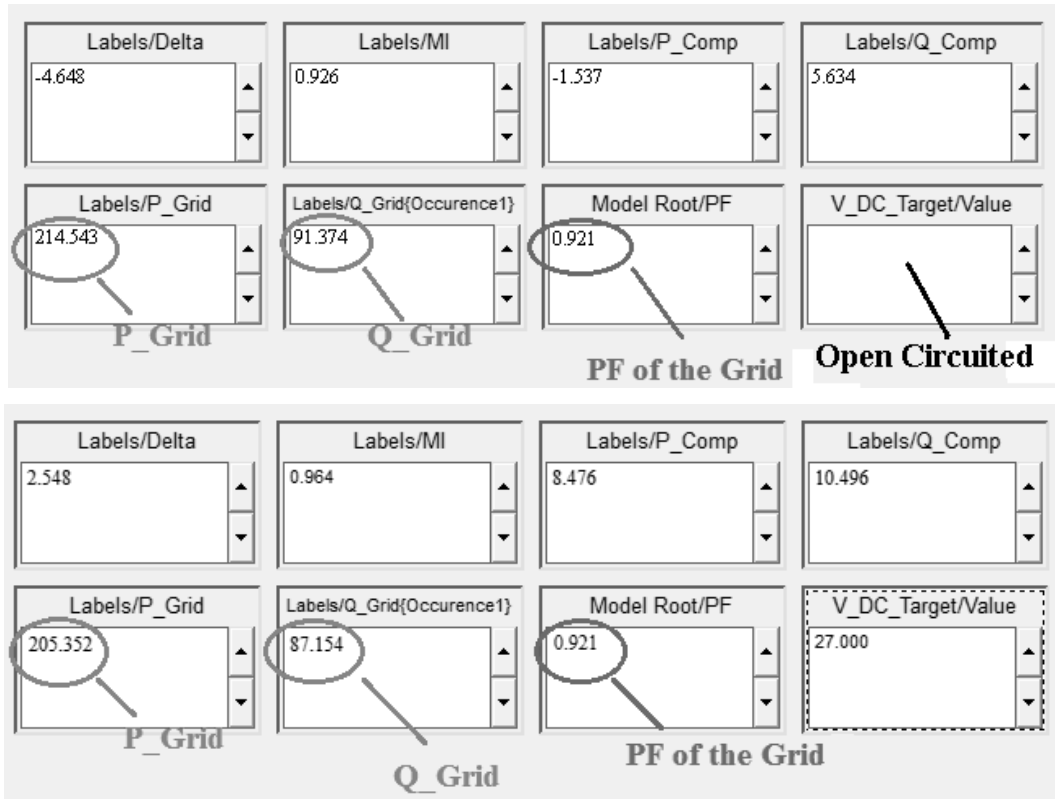 Labels/Delta Labels/MI Labels/P_Comp Labels/Q_Comp
-4.648 0.926 -1.537 5.634
Labels/P_Grid Labels/Q_Grid{Occurence1} Model Root/PF V_DC_Target/Value
214.543 91.374 0.921
P_Grid Q_Grid PF of the Grid Open Circuited
Labels/Delta Labels/MI Labels/P_Comp Labels/Q_Comp
2.548 0.964 8.476 10.496
Labels/P_Grid Labels/Q_Grid{Occurence1} Model Root/PF V_DC_Target/Value
205.352 87.154 0.921 27.000
P_Grid Q_Grid PF of the Grid